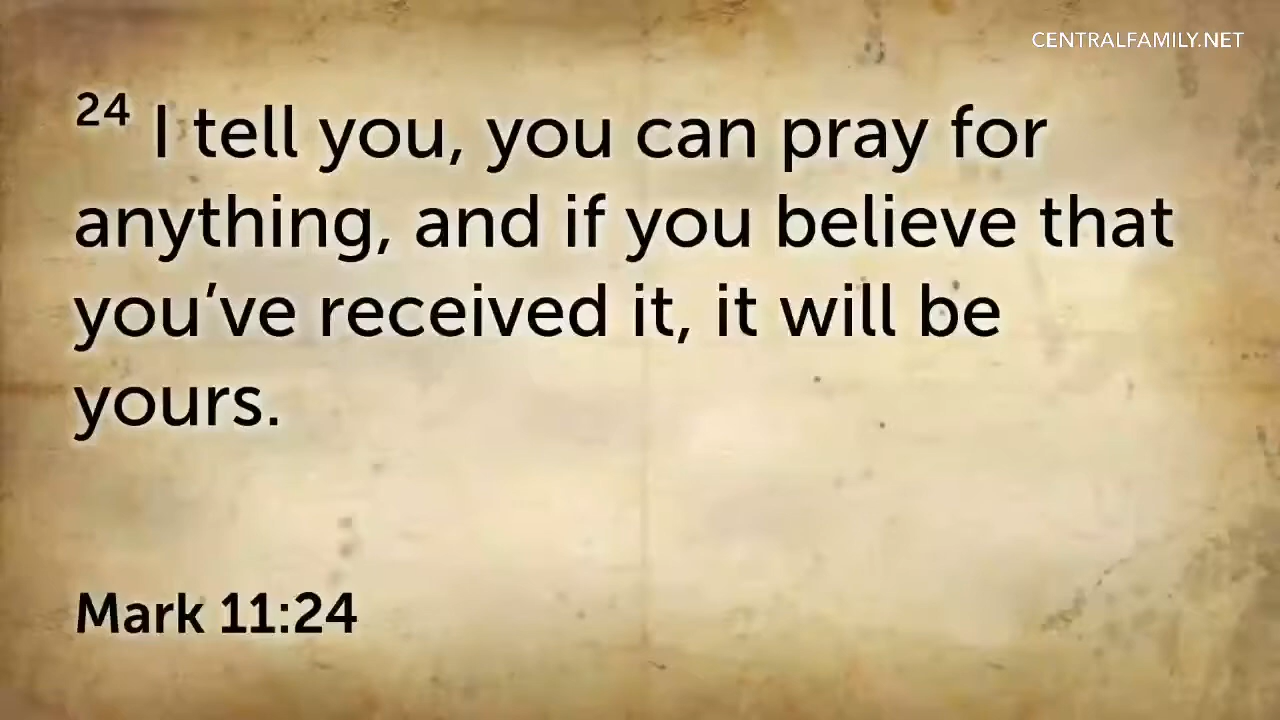 CENTRALFAMILY.NET
24 I tell you, you can pray for
anything, and if you believe that
you’ve received it, it will be
yours.
Mark 11:24